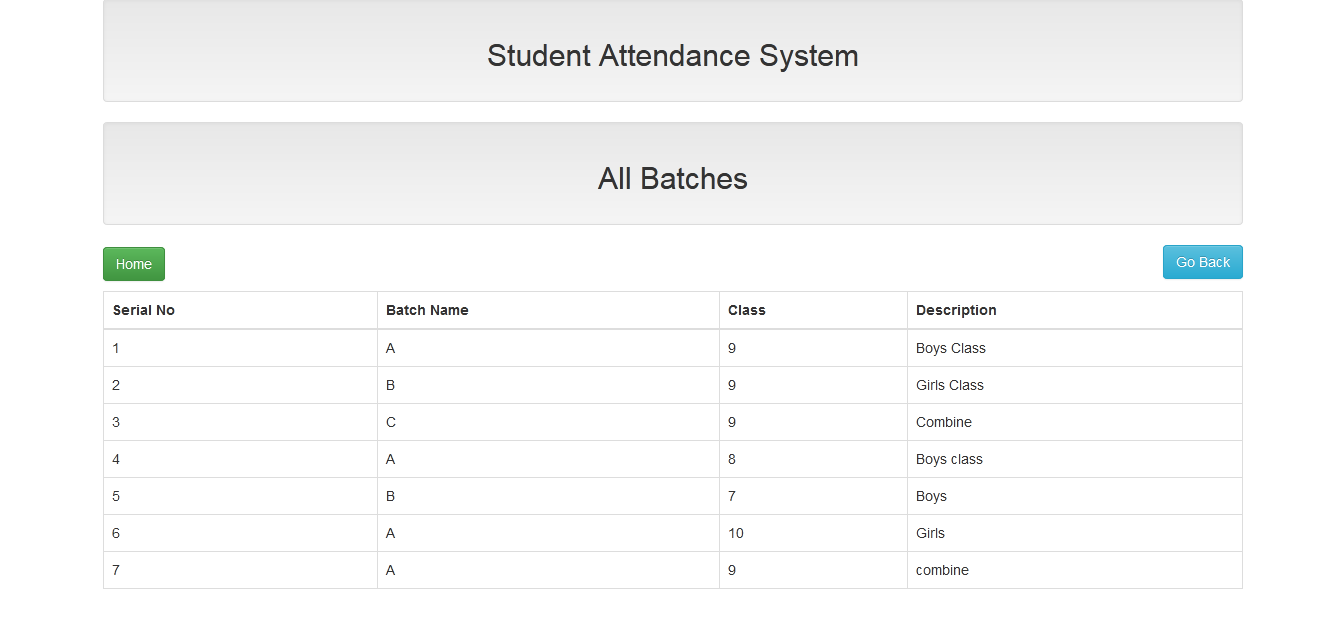 Student Attendance System
All Batches
Home Go Back
Serial No Batch Name Class Description
1 A 9 Boys Class
2 B 9 Girls Class
3 C 9 Combine
4 A 8 Boys class
5 B 7 Boys
6 A 10 Girls
7 A 9 combine